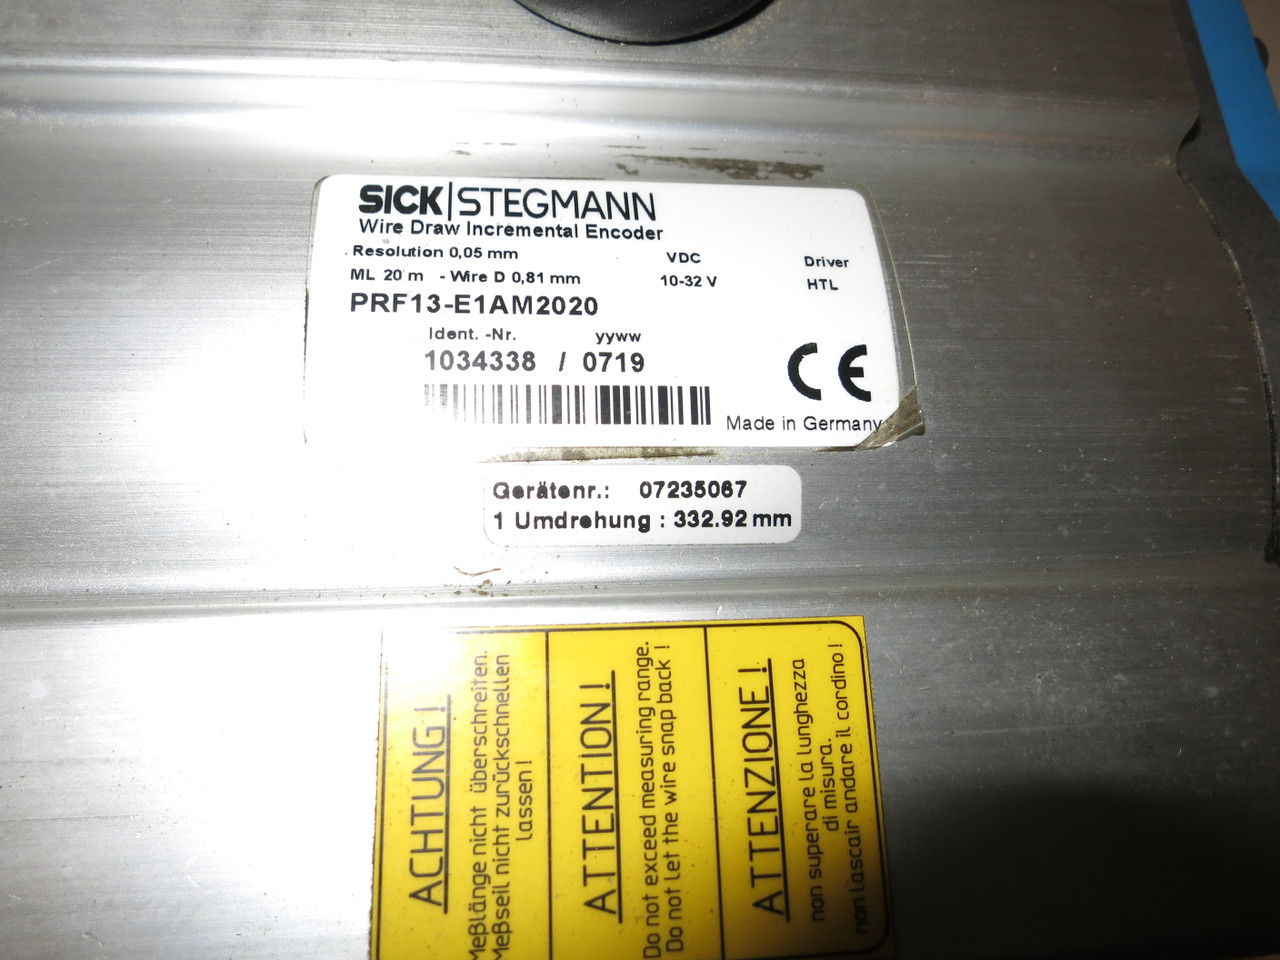 SICK|STEGMANN
Wire Draw Incremental Encoder
Resolution 0,05 mm VDC Driver
ML 20 m - Wire D 0,81 mm 10-32 V HTL
PRF13-E1AM2020
Ident. -Nr. yyww
1034338 / 0719
CE
Made in Germany
Gerätenr.: 07235067
1 Umdrehung : 332.92 mm
ACHTUNG!
Meßlänge nicht überschreiten.
Meßseil nicht zurückschnellen
lassen!
ATTENTION!
Do not exceed measuring range.
Do not let the wire snap back!
ATTENZIONE!
non superare la lunghezza
di misura.
non lascair andare il cordino!